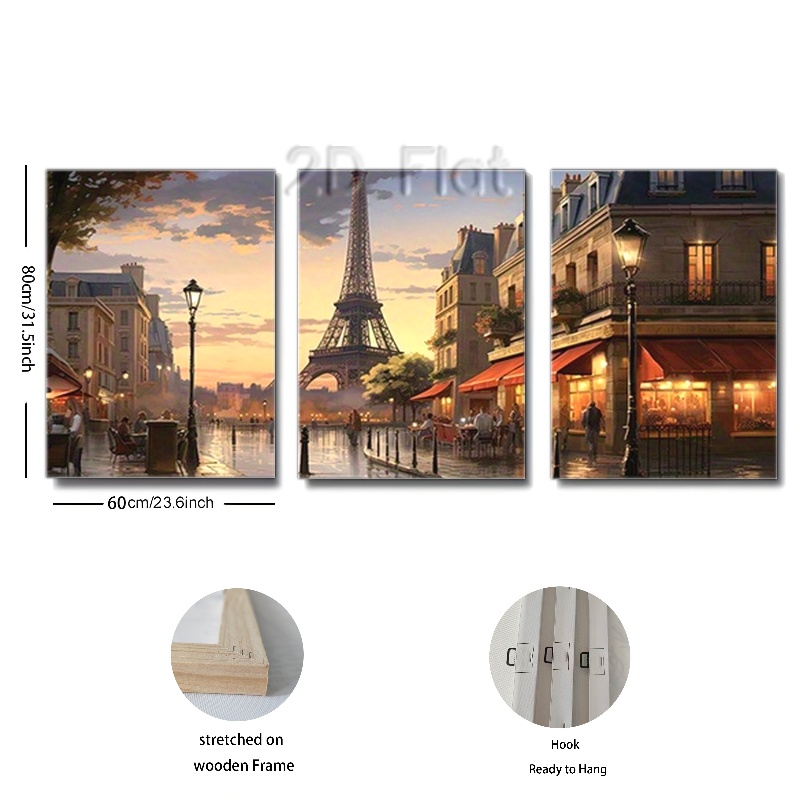 2D Flat
80cm/31.5inch
60cm/23.6inch
stretched on
wooden Frame
Hook
Ready to Hang